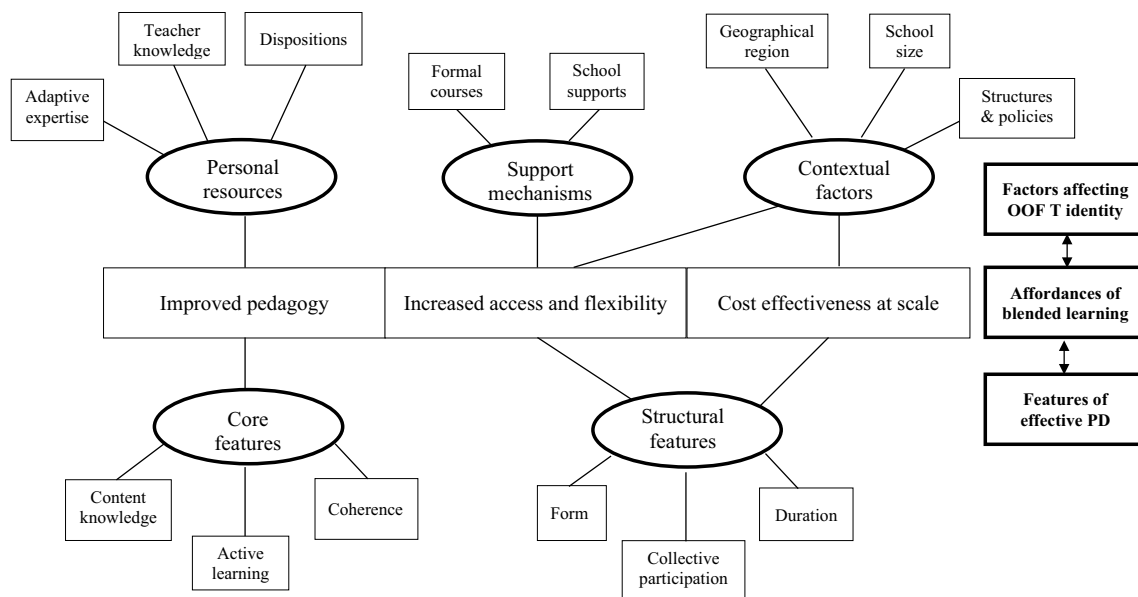 Teacher
knowledge
Dispositions
Adaptive
expertise
Formal
courses
School
supports
Geographical
region
School
size
Structures
& policies
Personal
resources
Support
mechanisms
Contextual
factors
Factors affecting
OOF T identity
Improved pedagogy
Increased access and flexibility
Cost effectiveness at scale
Affordances of
blended learning
Core
features
Structural
features
Features of
effective PD
Content
knowledge
Active
learning
Coherence
Form
Collective
participation
Duration